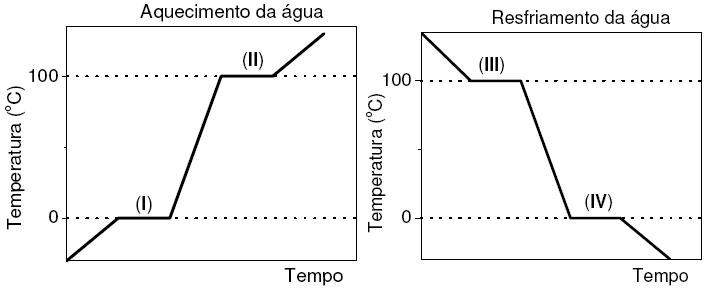 Aquecimento da água
Temperatura (°C)
100
0
(I)
(II)
Tempo
Resfriamento da água
Temperatura (°C)
100
0
(III)
(IV)
Tempo